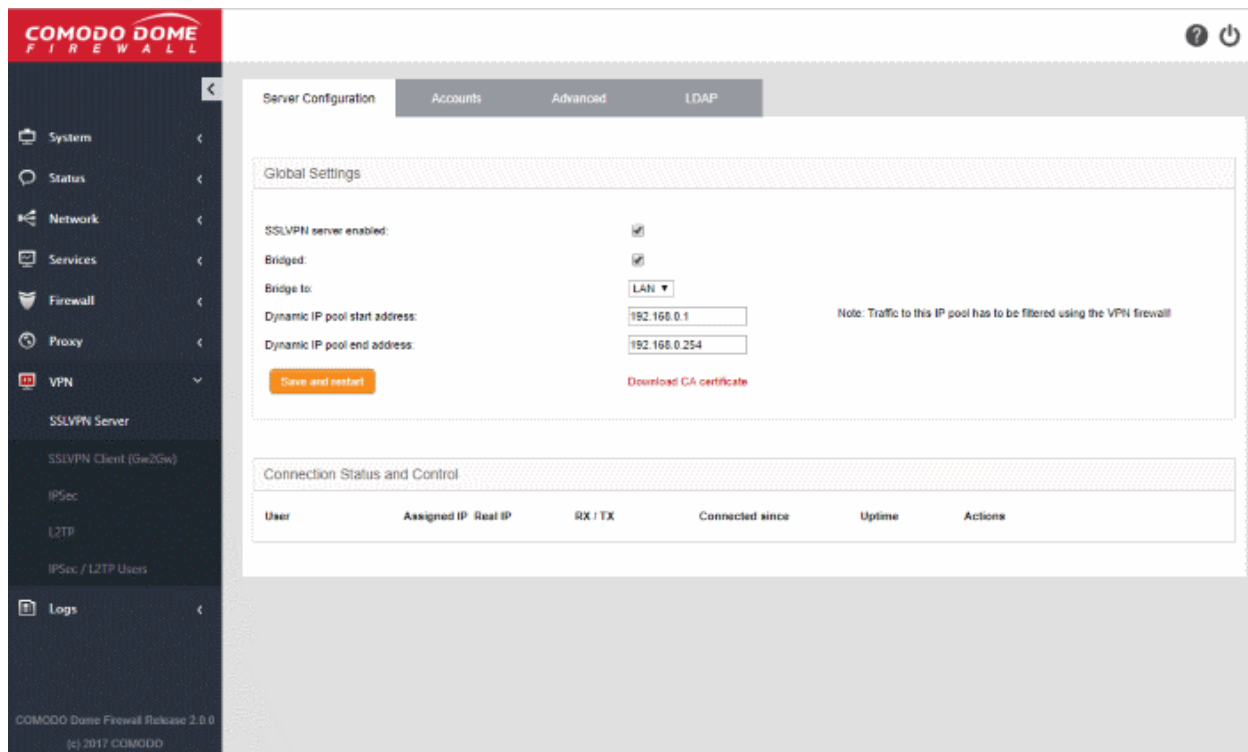 COMODO DOME
FIREWALL
Server Configuration Accounts Advanced LDAP
System
Status
Network
Services
Firewall
Proxy
VPN
SSLVPN Server
SSLVPN Client (Gw2Gw)
IPSec
L2TP
IPSec / L2TP Users
Logs
COMODO Dome Firewall Release 2.0.0
(c) 2017 COMODO
Global Settings
SSLVPN server enabled:
Bridged:
Bridge to: LAN
Dynamic IP pool start address: 192.168.0.1 Note: Traffic to this IP pool has to be filtered using the VPN firewall!
Dynamic IP pool end address: 192.168.0.254
Save and restart Download CA certificate
Connection Status and Control
User Assigned IP Real IP RX / TX Connected since Uptime Actions